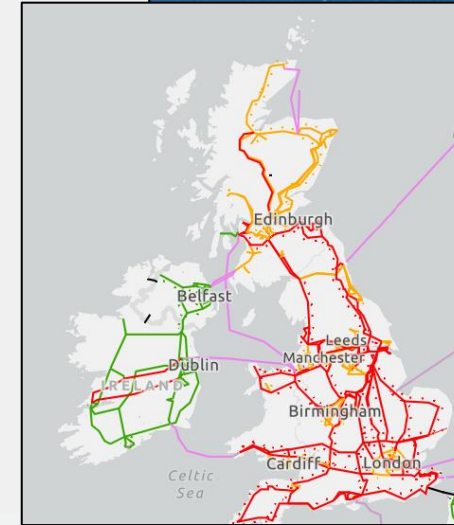 Edinburgh
Belfast
Leeds
Manchester
Dublin
IRELAND
Birmingham
Cardiff
London
Celtic
Sea